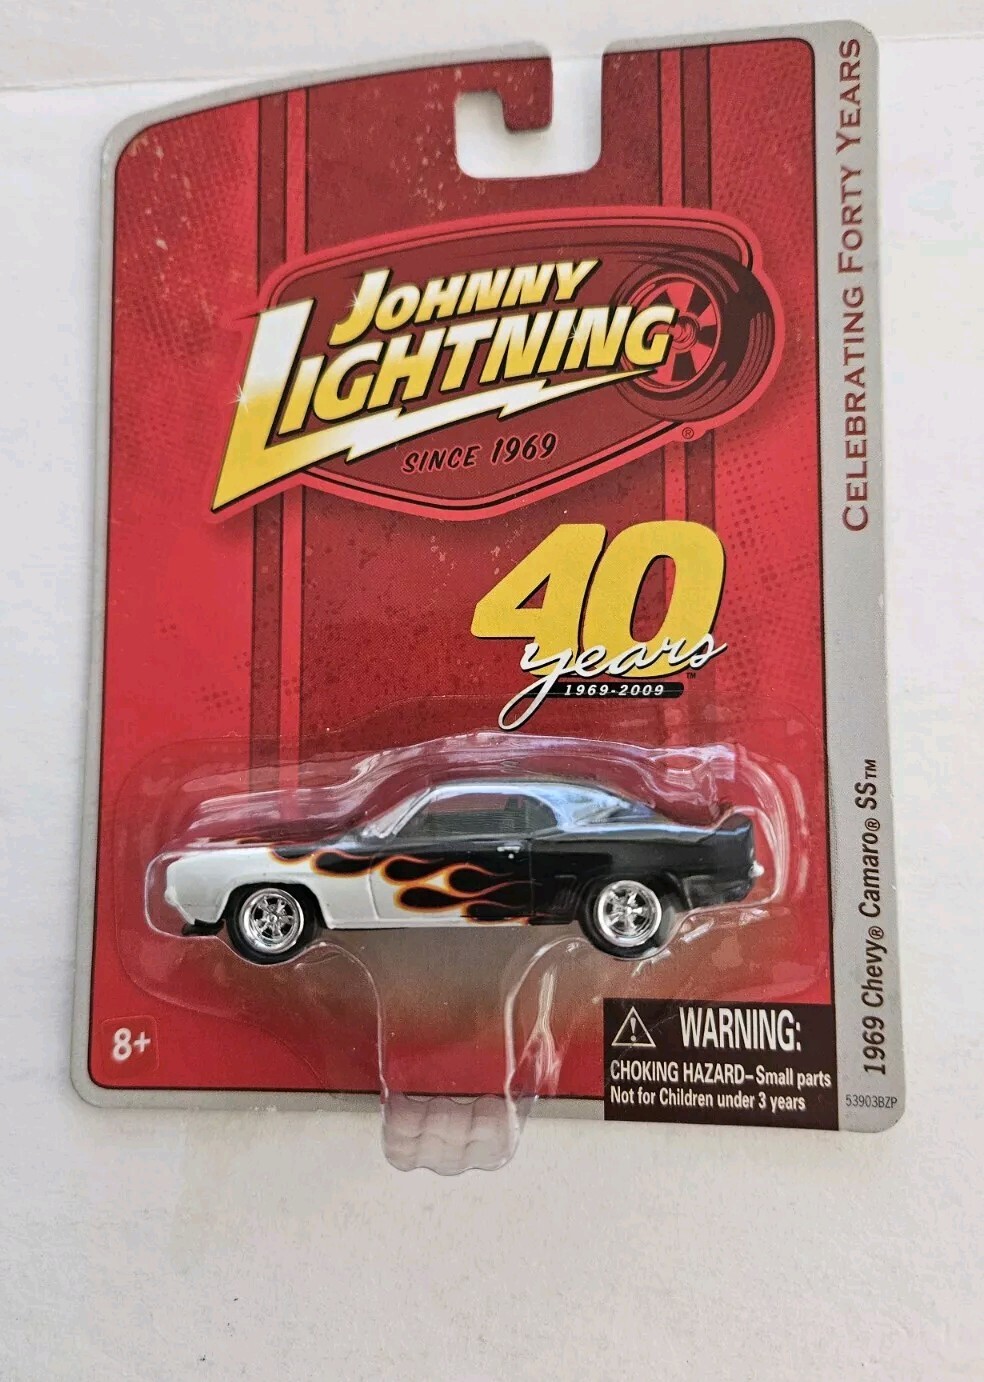 CELEBRATING FORTY YEARS
JOHNNY
LIGHTNING
®
SINCE 1969
40
years
TM
1969-2009
1969 Chevy® Camaro® SS™
8+
WARNING:
CHOKING HAZARD–Small parts
Not for Children under 3 years
53903BZP